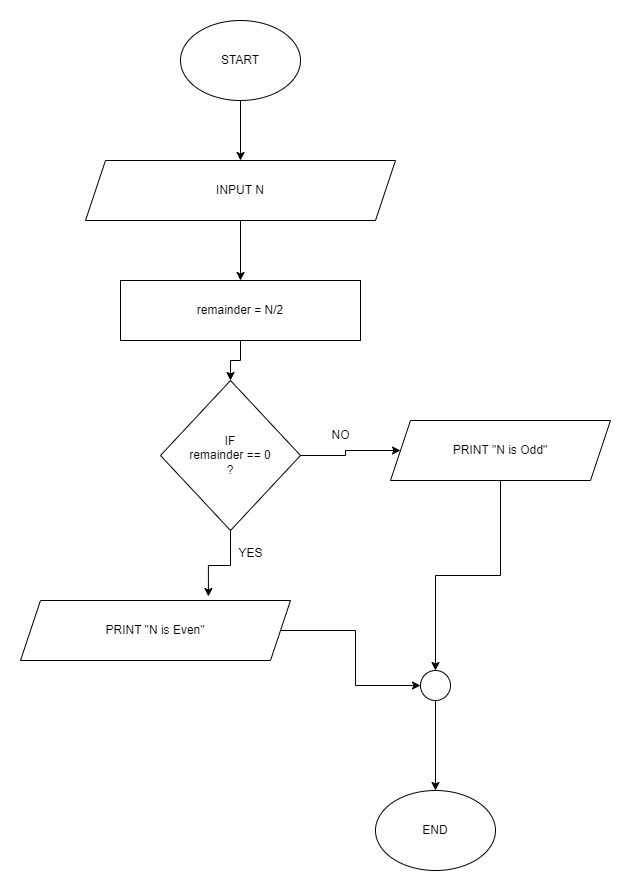 START
INPUT N
remainder = N/2
IF
remainder == 0
?
NO
PRINT "N is Odd"
YES
PRINT "N is Even"
END